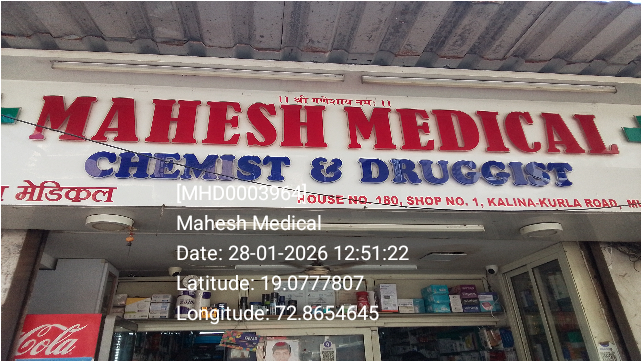 || श्री गणेशाय नमः ||
MAHESH MEDICAL
CHEMIST & DRUGGIST
मेडिकल
HOUSE NO. 180, SHOP NO. 1, KALINA-KURLA ROAD,
[MHD0003964]
Mahesh Medical
Date: 28-01-2026 12:51:22
Latitude: 19.0777807
Longitude: 72.8654645
Coca-Cola